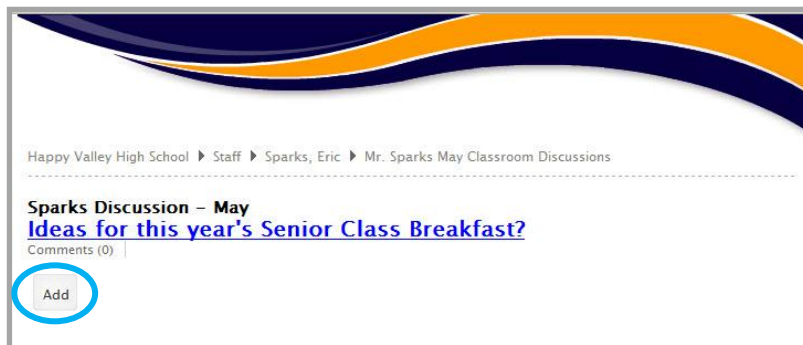 Happy Valley High School ▶ Staff ▶ Sparks, Eric ▶ Mr. Sparks May Classroom Discussions
Sparks Discussion – May
Ideas for this year's Senior Class Breakfast?
Comments (0)
Add